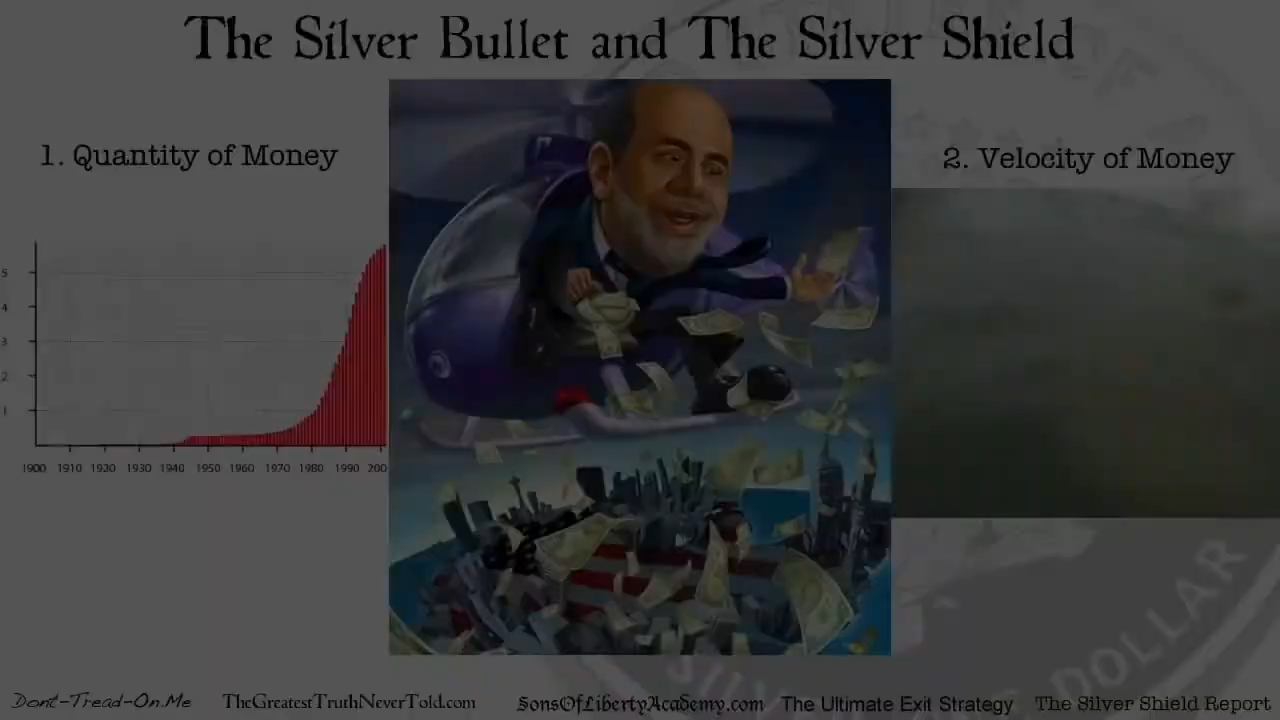 The Silver Bullet and The Silver Shield
1. Quantity of Money
2. Velocity of Money
5
4
3
2
1
1900 1910 1920 1930 1940 1950 1960 1970 1980 1990 200
SILVER DOLLAR
Dont-Tread-On.Me TheGreatestTruthNeverTold.com SonsOfLibertyAcademy.com The Ultimate Exit Strategy The Silver Shield Report